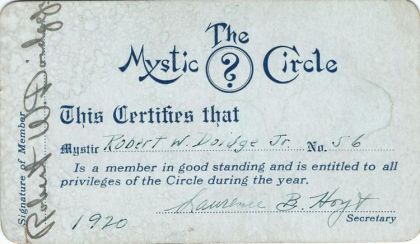 The
Mystic ? Circle
This Certifies that
Mystic Robert W. Doidge Jr. No. 56
Is a member in good standing and is entitled to all
privileges of the Circle during the year.
Laurence B. Hoyt
1920 Secretary
Signature of Member
Robert W. Doidge Jr